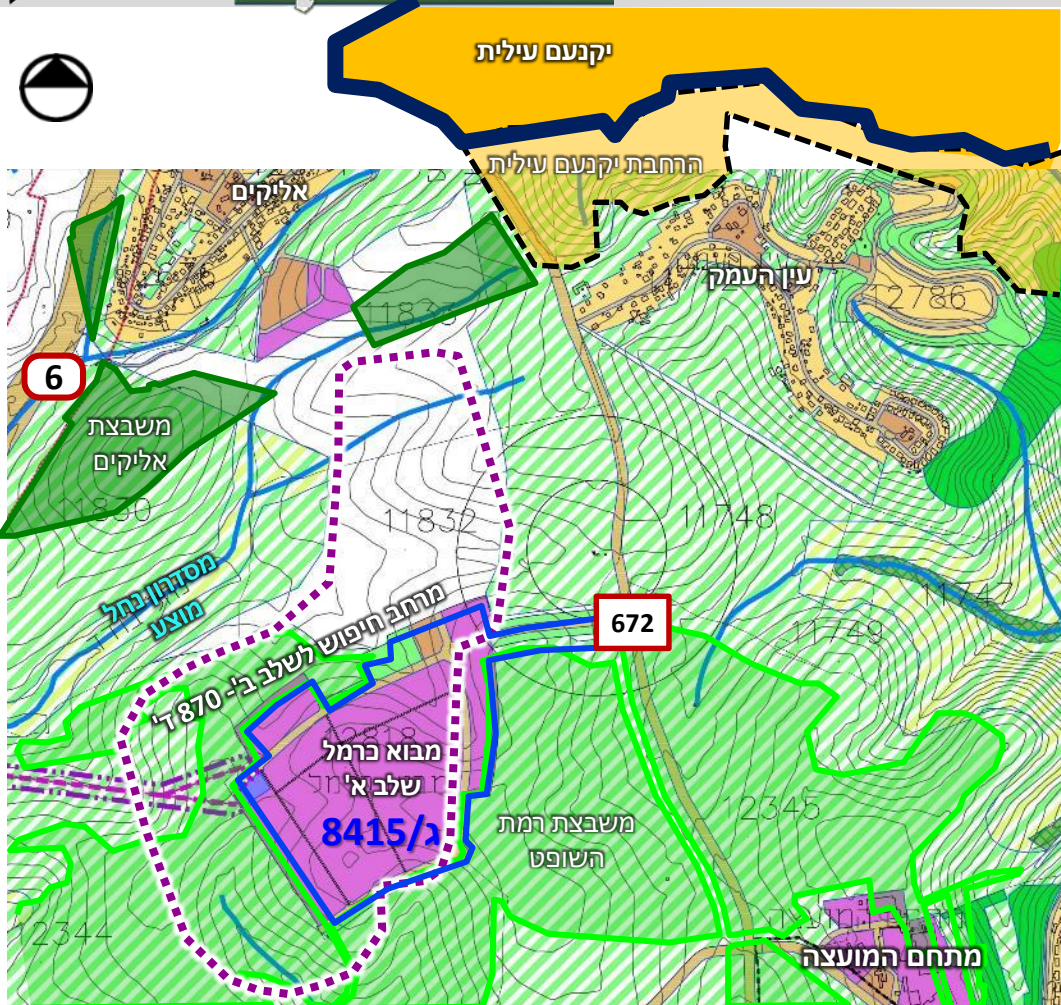 יקנעם עילית
הרחבת יקנעם עילית
אליקים
עין העמק
12786
6
משבצת
אליקים
11830
11832
11748
מסדרון נחל
מוצע
מרחב חיפוש לשלב ב'- 870 ד'
672
11747
11749
מבוא כרמל
שלב א'
ג/8415
משבצת רמת
השופט
12345
12344
מתחם המועצה